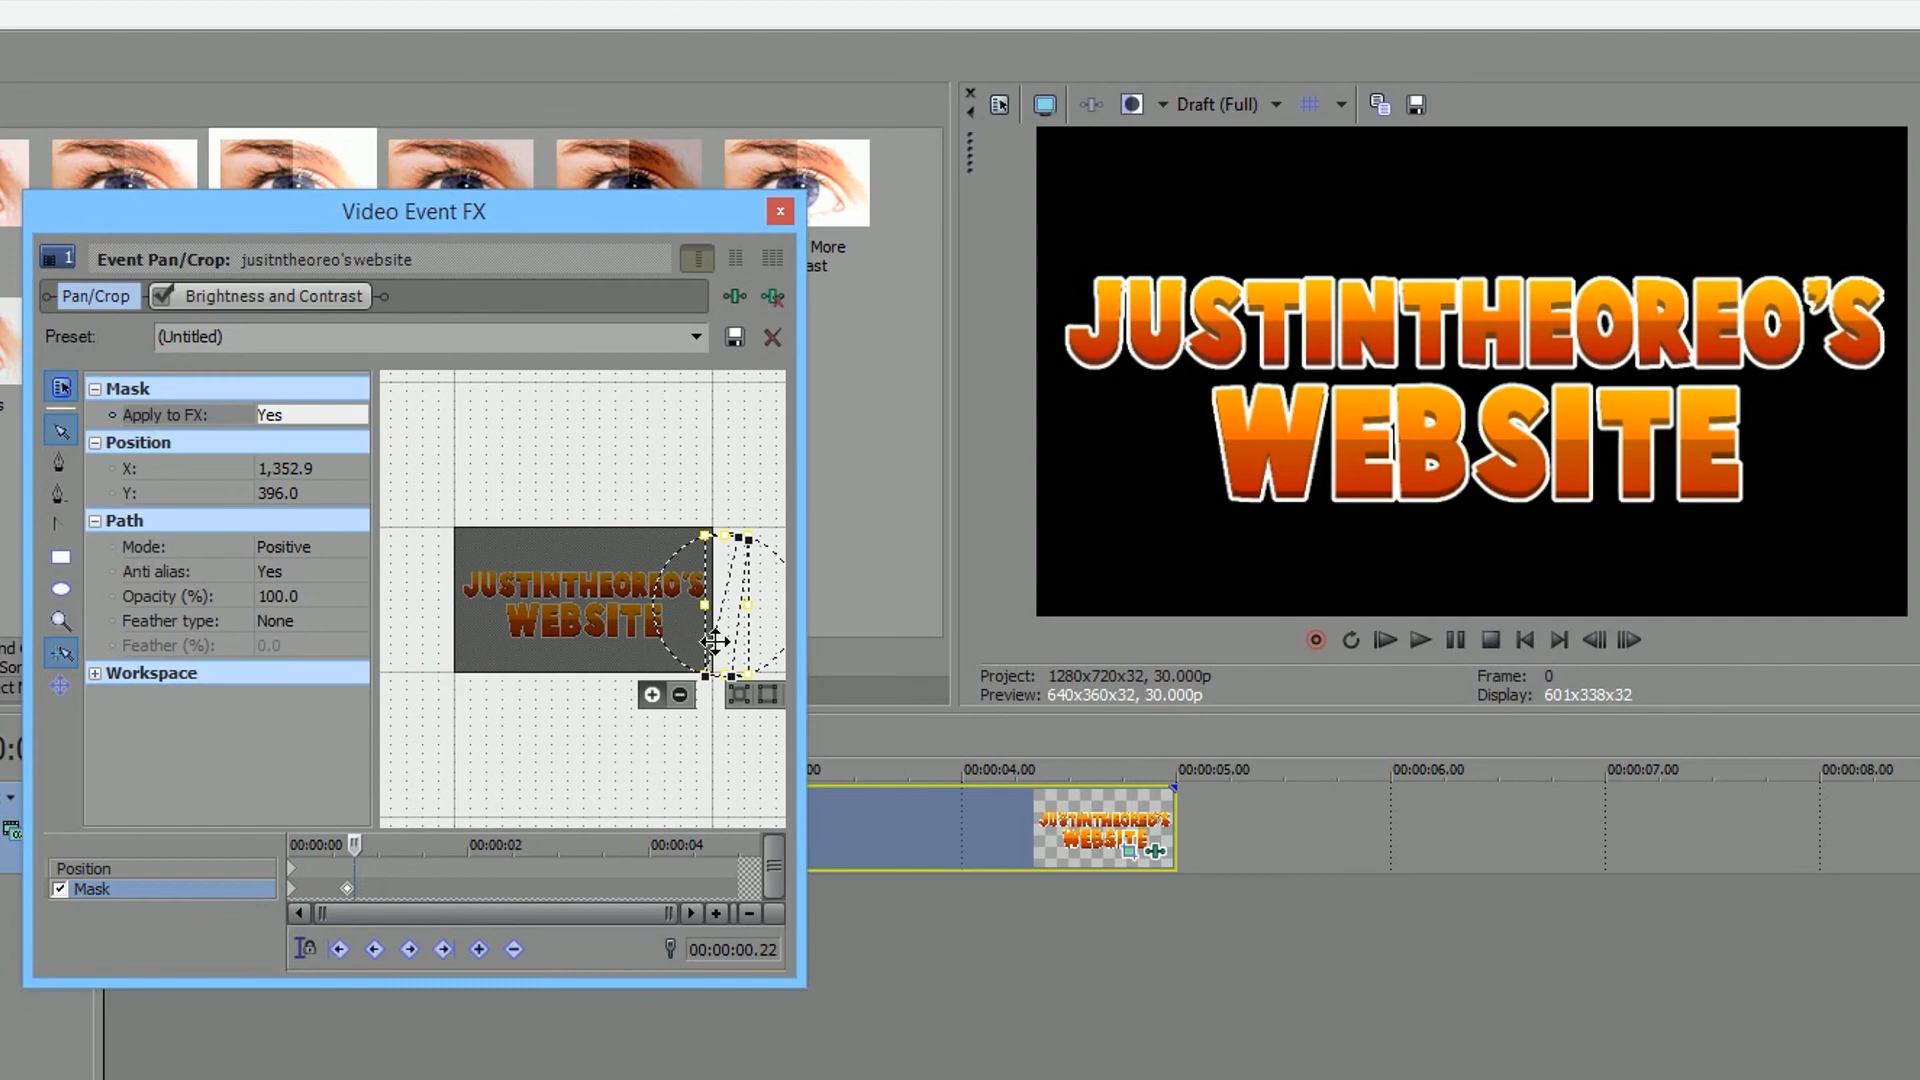 Draft (Full)
More
ast
Video Event FX
1
Event Pan/Crop: jusitntheoreo'swebsite
Pan/Crop
Brightness and Contrast
Preset:
(Untitled)
Mask
Apply to FX: Yes
Position
X: 1,352.9
Y: 396.0
Path
Mode: Positive
Anti alias: Yes
Opacity (%): 100.0
Feather type: None
Feather (%): 0.0
Workspace
JUSTINTHEOREO'S
WEBSITE
JUSTINTHEOREO'S
WEBSITE
Project: 1280x720x32, 30.000p
Preview: 640x360x32, 30.000p
Frame: 0
Display: 601x338x32
00:00:04.00
00:00:05.00
00:00:06.00
00:00:07.00
00:00:08.00
JUSTINTHEOREO'S
WEBSITE
00:00:00
00:00:02
00:00:04
Position
Mask
00:00:00.22